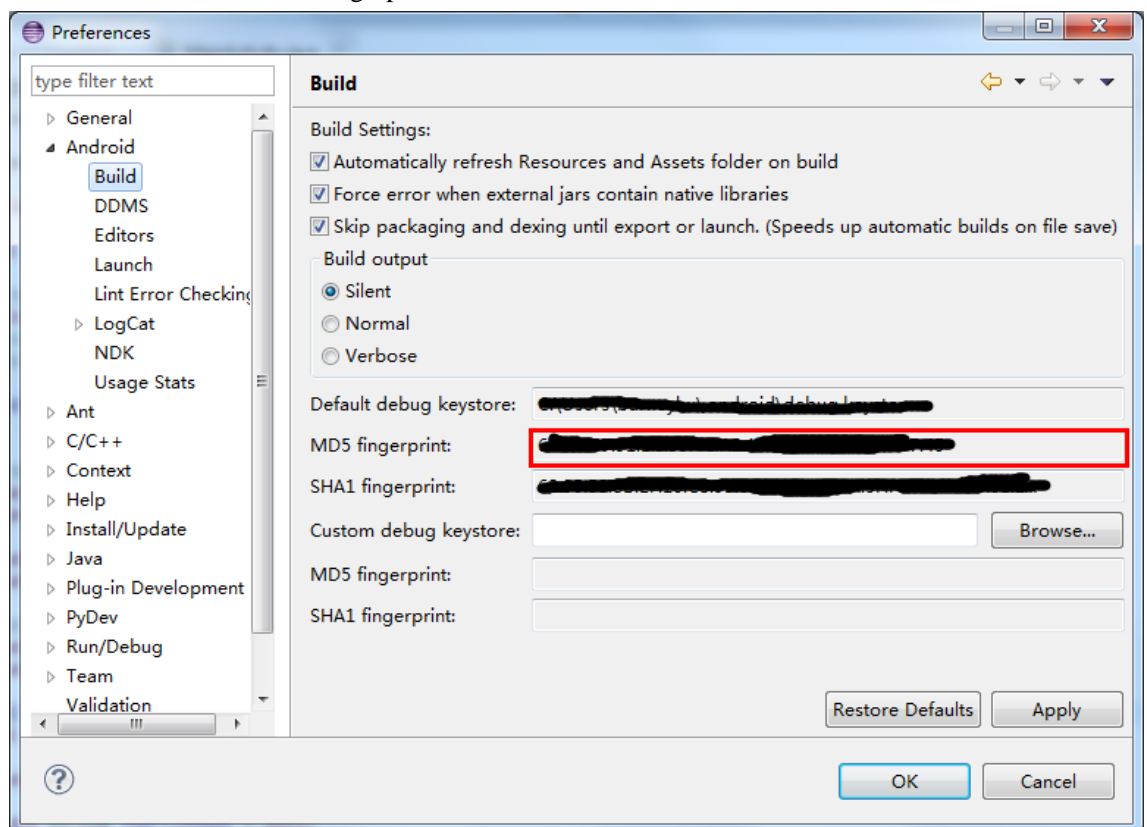 Preferences
type filter text
General
Android
Build
DDMS
Editors
Launch
Lint Error Checking
LogCat
NDK
Usage Stats
Ant
C/C++
Context
Help
Install/Update
Java
Plug-in Development
PyDev
Run/Debug
Team
Validation
Build
Build Settings:
Automatically refresh Resources and Assets folder on build
Force error when external jars contain native libraries
Skip packaging and dexing until export or launch. (Speeds up automatic builds on file save)
Build output
Silent
Normal
Verbose
Default debug keystore:
MD5 fingerprint:
SHA1 fingerprint:
Custom debug keystore:
Browse...
MD5 fingerprint:
SHA1 fingerprint:
Restore Defaults
Apply
OK
Cancel